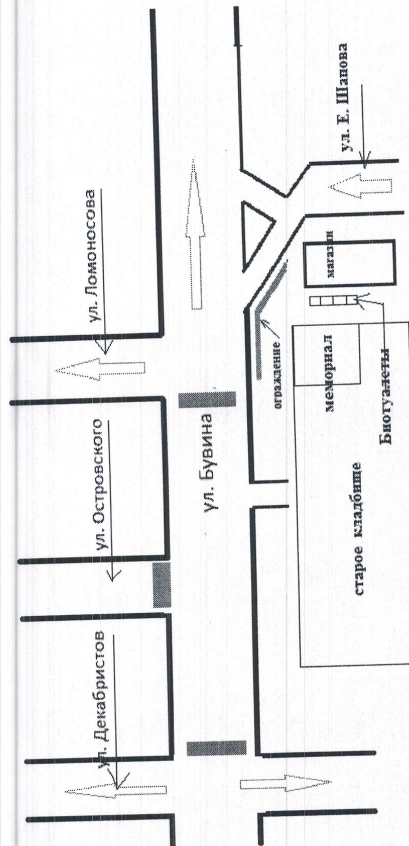 ул. Декабристов
ул. Островского
ул. Ломоносова
ул. Бувина
ограждение
ул. Е. Шапова
магазин
мемориал
Биотуалеты
старое кладбище